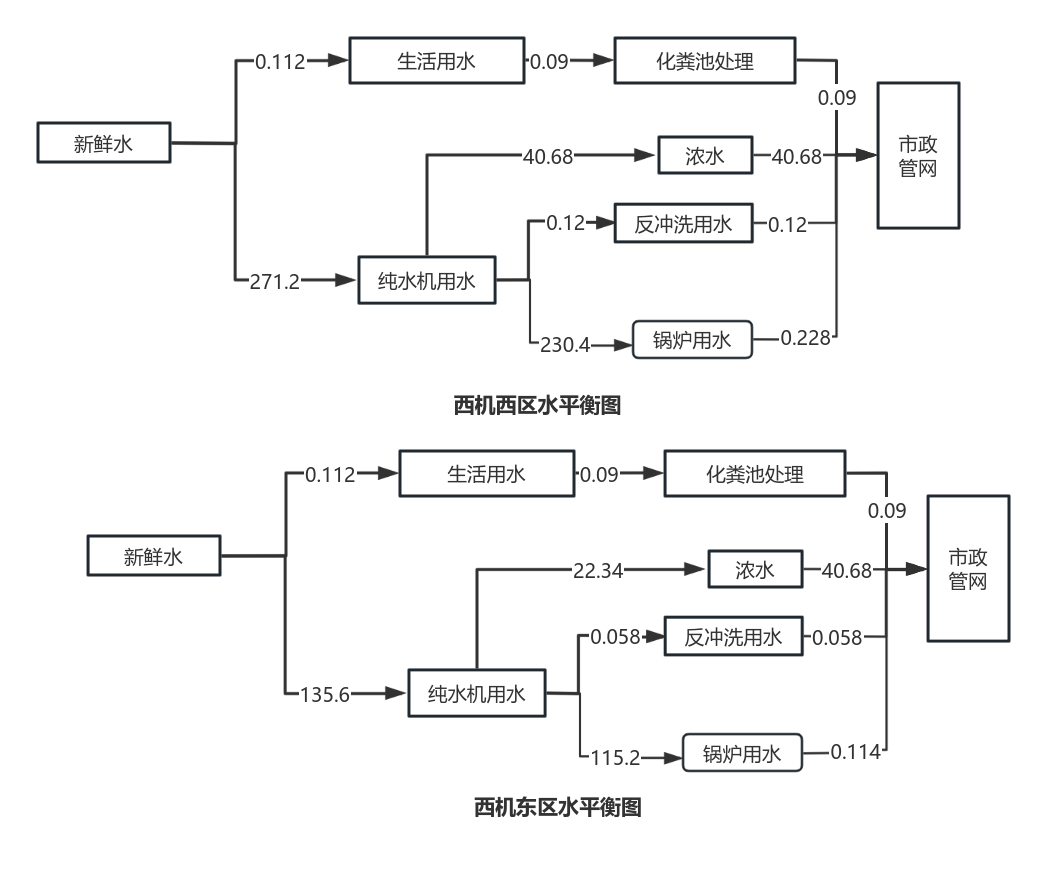 0.112
生活用水
0.09
化粪池处理
0.09
新鲜水
市政
管网
40.68
浓水
40.68
0.12
反冲洗用水
0.12
271.2
纯水机用水
230.4
锅炉用水
0.228
西机西区水平衡图
0.112
生活用水
0.09
化粪池处理
0.09
新鲜水
市政
管网
22.34
浓水
40.68
0.058
反冲洗用水
0.058
135.6
纯水机用水
115.2
锅炉用水
0.114
西机东区水平衡图